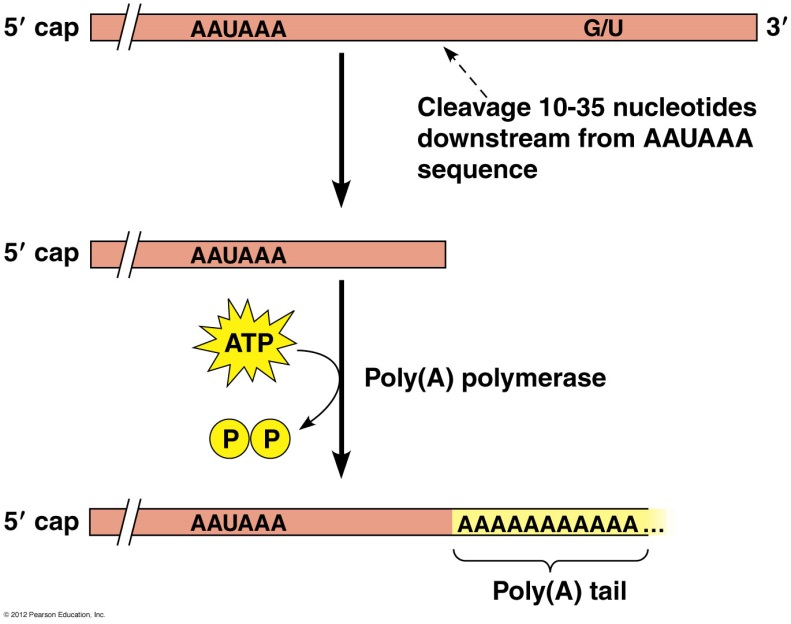 5′ cap AAUAAA G/U 3′
Cleavage 10-35 nucleotides
downstream from AAUAAA
sequence
5′ cap AAUAAA
ATP
Poly(A) polymerase
P P
5′ cap AAUAAA AAAAAAAAAAA...
Poly(A) tail
© 2012 Pearson Education, Inc.